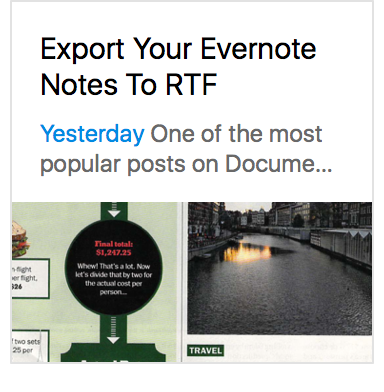 Export Your Evernote
Notes To RTF
Yesterday One of the most
popular posts on Docume...
Final total:
$1,247.25
Whew! That's a lot. Now
let's divide that by two for
the actual cost per
person...
flight
er flight,
26
two sets
25 per
TRAVEL